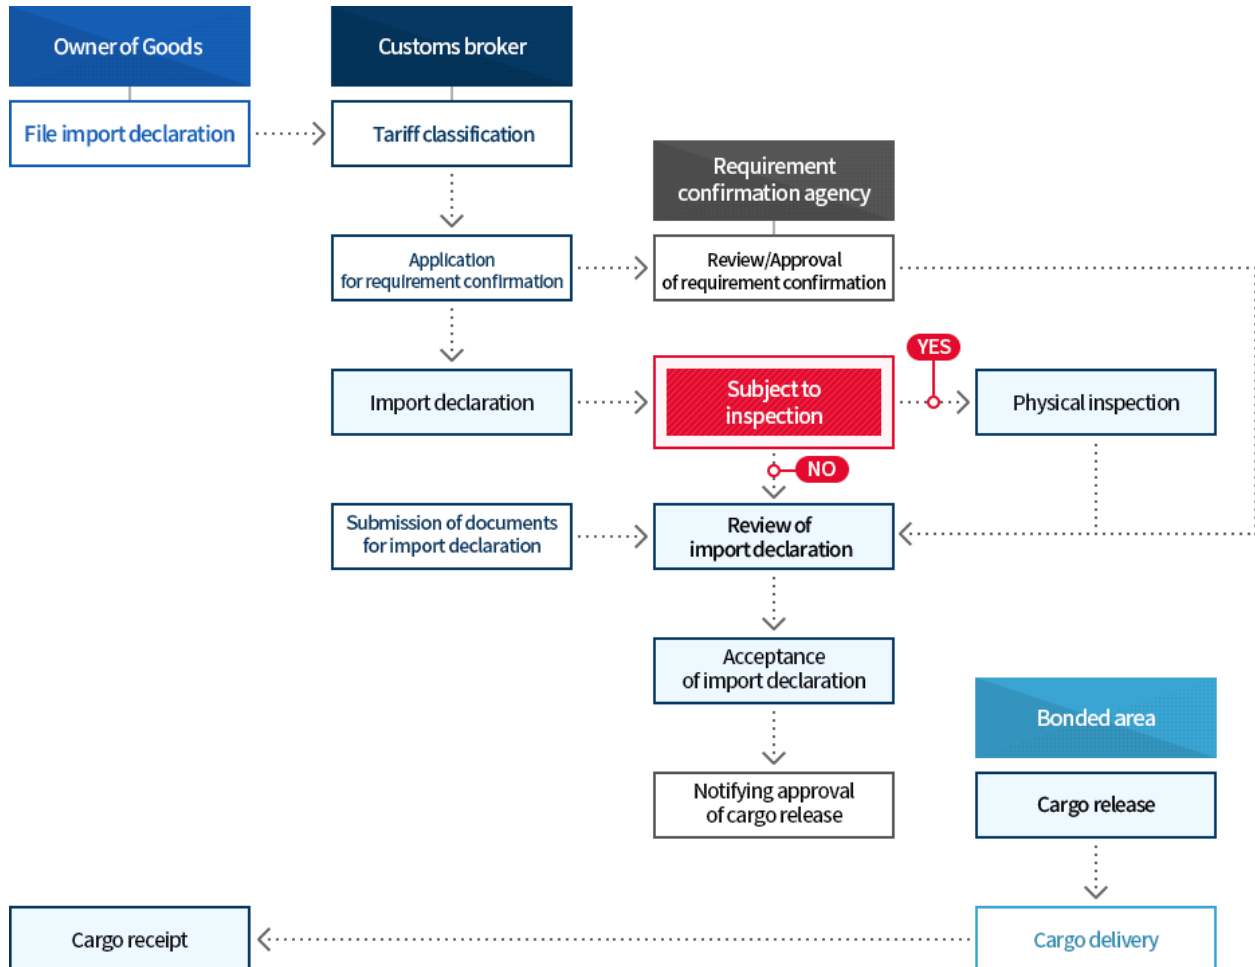 Owner of Goods
Customs broker
File import declaration
Tariff classification
Requirement
confirmation agency
Application
for requirement confirmation
Review/Approval
of requirement confirmation
YES
Import declaration
Subject to
inspection
Physical inspection
NO
Submission of documents
for import declaration
Review of
import declaration
Acceptance
of import declaration
Bonded area
Notifying approval
of cargo release
Cargo release
Cargo receipt
Cargo delivery